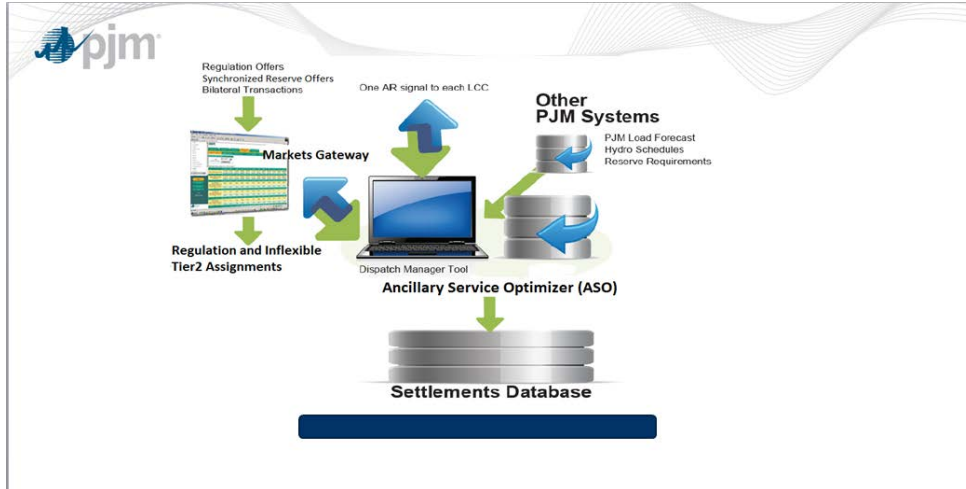 pjm
Regulation Offers
Synchronized Reserve Offers
Bilateral Transactions
One AR signal to each LCC
Other
PJM Systems
PJM Load Forecast
Hydro Schedules
Reserve Requirements
Markets Gateway
Regulation and Inflexible
Tier2 Assignments
Dispatch Manager Tool
Ancillary Service Optimizer (ASO)
Settlements Database